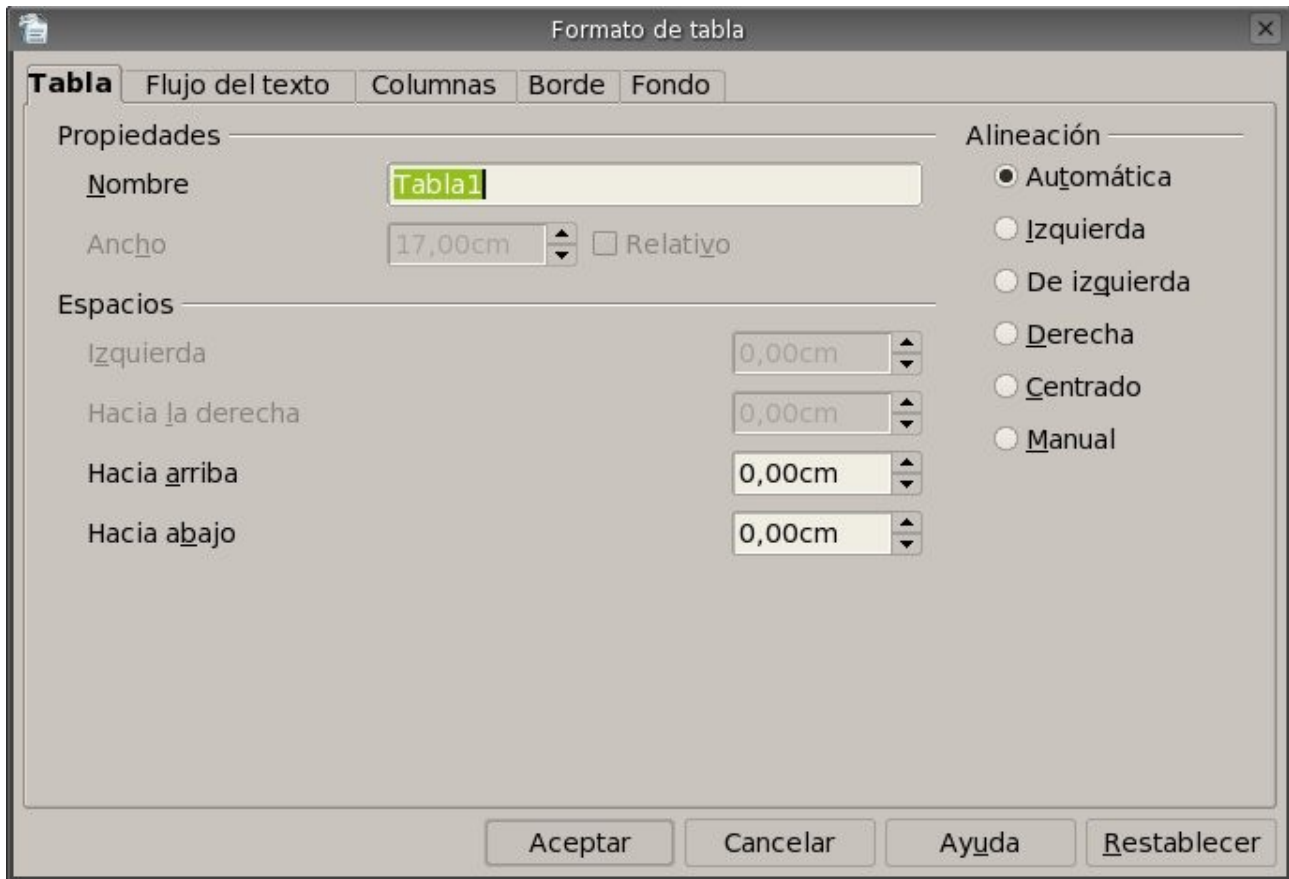 Formato de tabla
Tabla Flujo del texto Columnas Borde Fondo
Propiedades
Nombre Tabla1
Ancho 17,00cm Relativo
Espacios
Izquierda 0,00cm
Hacia la derecha 0,00cm
Hacia arriba 0,00cm
Hacia abajo 0,00cm
Alineación
Automática
Izquierda
De izquierda
Derecha
Centrado
Manual
Aceptar Cancelar Ayuda Restablecer